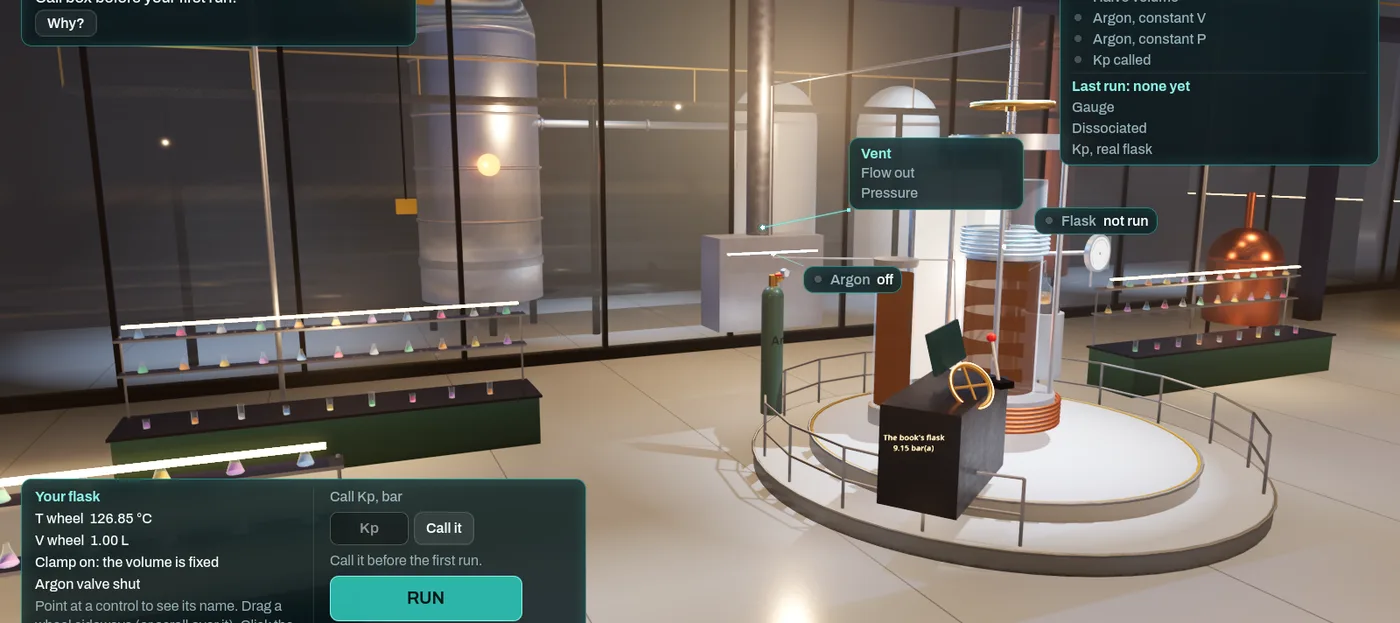 Why?
Argon, constant V
Argon, constant P
Kp called
Last run: none yet
Gauge
Dissociated
Kp, real flask
Vent
Flow out
Pressure
Flask not run
Argon off
Ar
The book's flask
9.15 bar(a)
Your flask
T wheel 126.85 °C
V wheel 1.00 L
Clamp on: the volume is fixed
Argon valve shut
Point at a control to see its name. Drag a
Call Kp, bar
Kp
Call it
Call it before the first run.
RUN